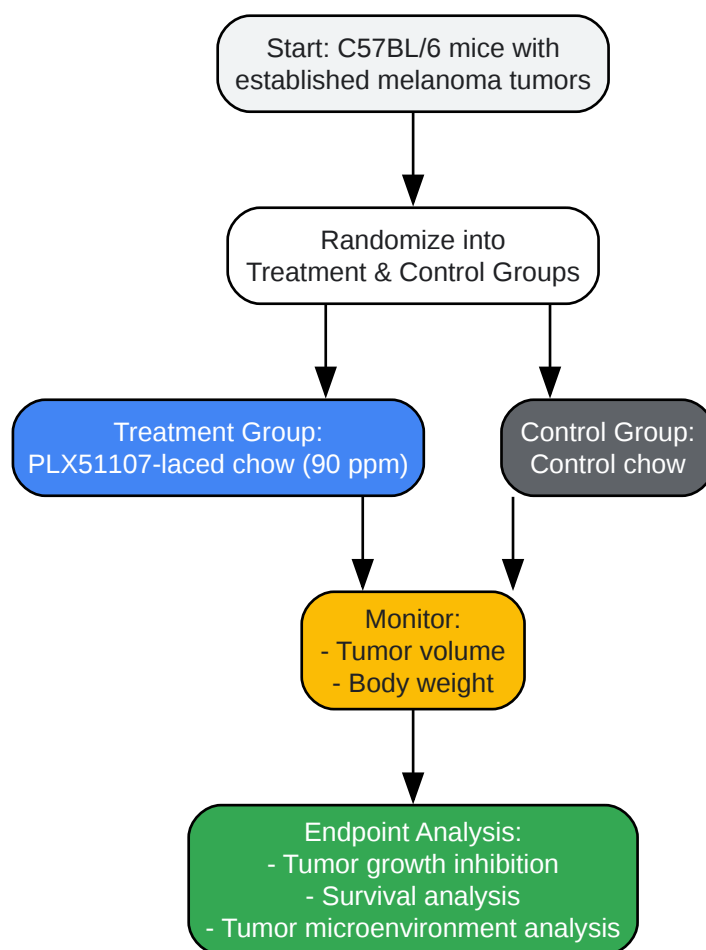 Start: C57BL/6 mice with
established melanoma tumors
Randomize into
Treatment & Control Groups
Treatment Group:
PLX51107-laced chow (90 ppm)
Control Group:
Control chow
Monitor:
- Tumor volume
- Body weight
Endpoint Analysis:
- Tumor growth inhibition
- Survival analysis
- Tumor microenvironment analysis